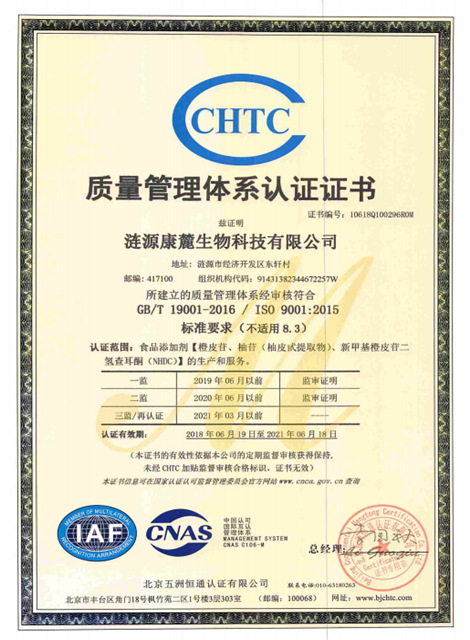 CHTC
质量管理体系认证证书
证书编号：10618Q100296R0M
兹证明
涟源康麓生物科技有限公司
地址：涟源市经济开发区东轩村
邮编：417100 组织机构代码：91431382344672257W
所建立的质量管理体系经审核符合
GB/T 19001-2016 / ISO 9001:2015
标准要求（不适用8.3）
认证范围：食品添加剂【橙皮苷、柚苷（柚皮甙提取物）、新甲基橙皮苷二
氢查耳酮（NHDC）】的生产和服务。
一监 2019年06月以前 监审证明
二监 2020年06月以前 监审证明
三监/再认证 2021年03月以前 ----
认证有效期： 2018年06月19日至2021年06月18日
（本证书的有效性依据本公司的定期监督审核获得保持，
未经CHTC加贴监督审核合格标识，证书无效）
本证书信息可在国家认证认可监督管理委员会官方网站www.cnca.gov.cn查询
MEMBER OF MULTILATERAL
IAF
RECOGNITION ARRANGEMENT
CNAS
中国认可
国际互认
管理体系
MANAGEMENT SYSTEM
CNAS C106-M
总经理：
北京五洲恒通认证有限公司 联系电话:010-63180263
北京市丰台区角门18号枫竹苑二区1号楼3层303室 （邮编：100068） 网址：www.bjchtc.com